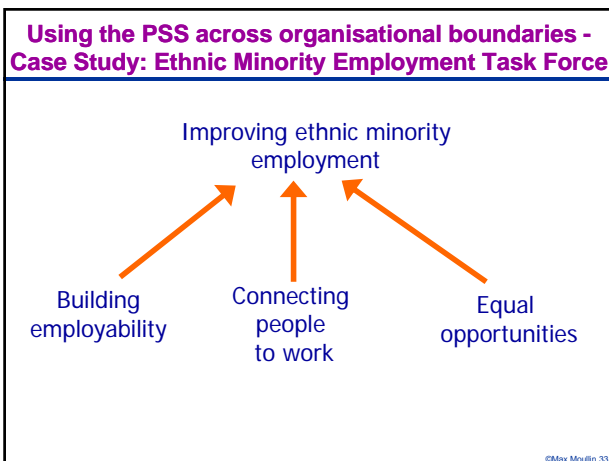 Using the PSS across organisational boundaries -
Case Study: Ethnic Minority Employment Task Force
Improving ethnic minority
employment
Building
employability
Connecting
people
to work
Equal
opportunities
©Max Moullin 33